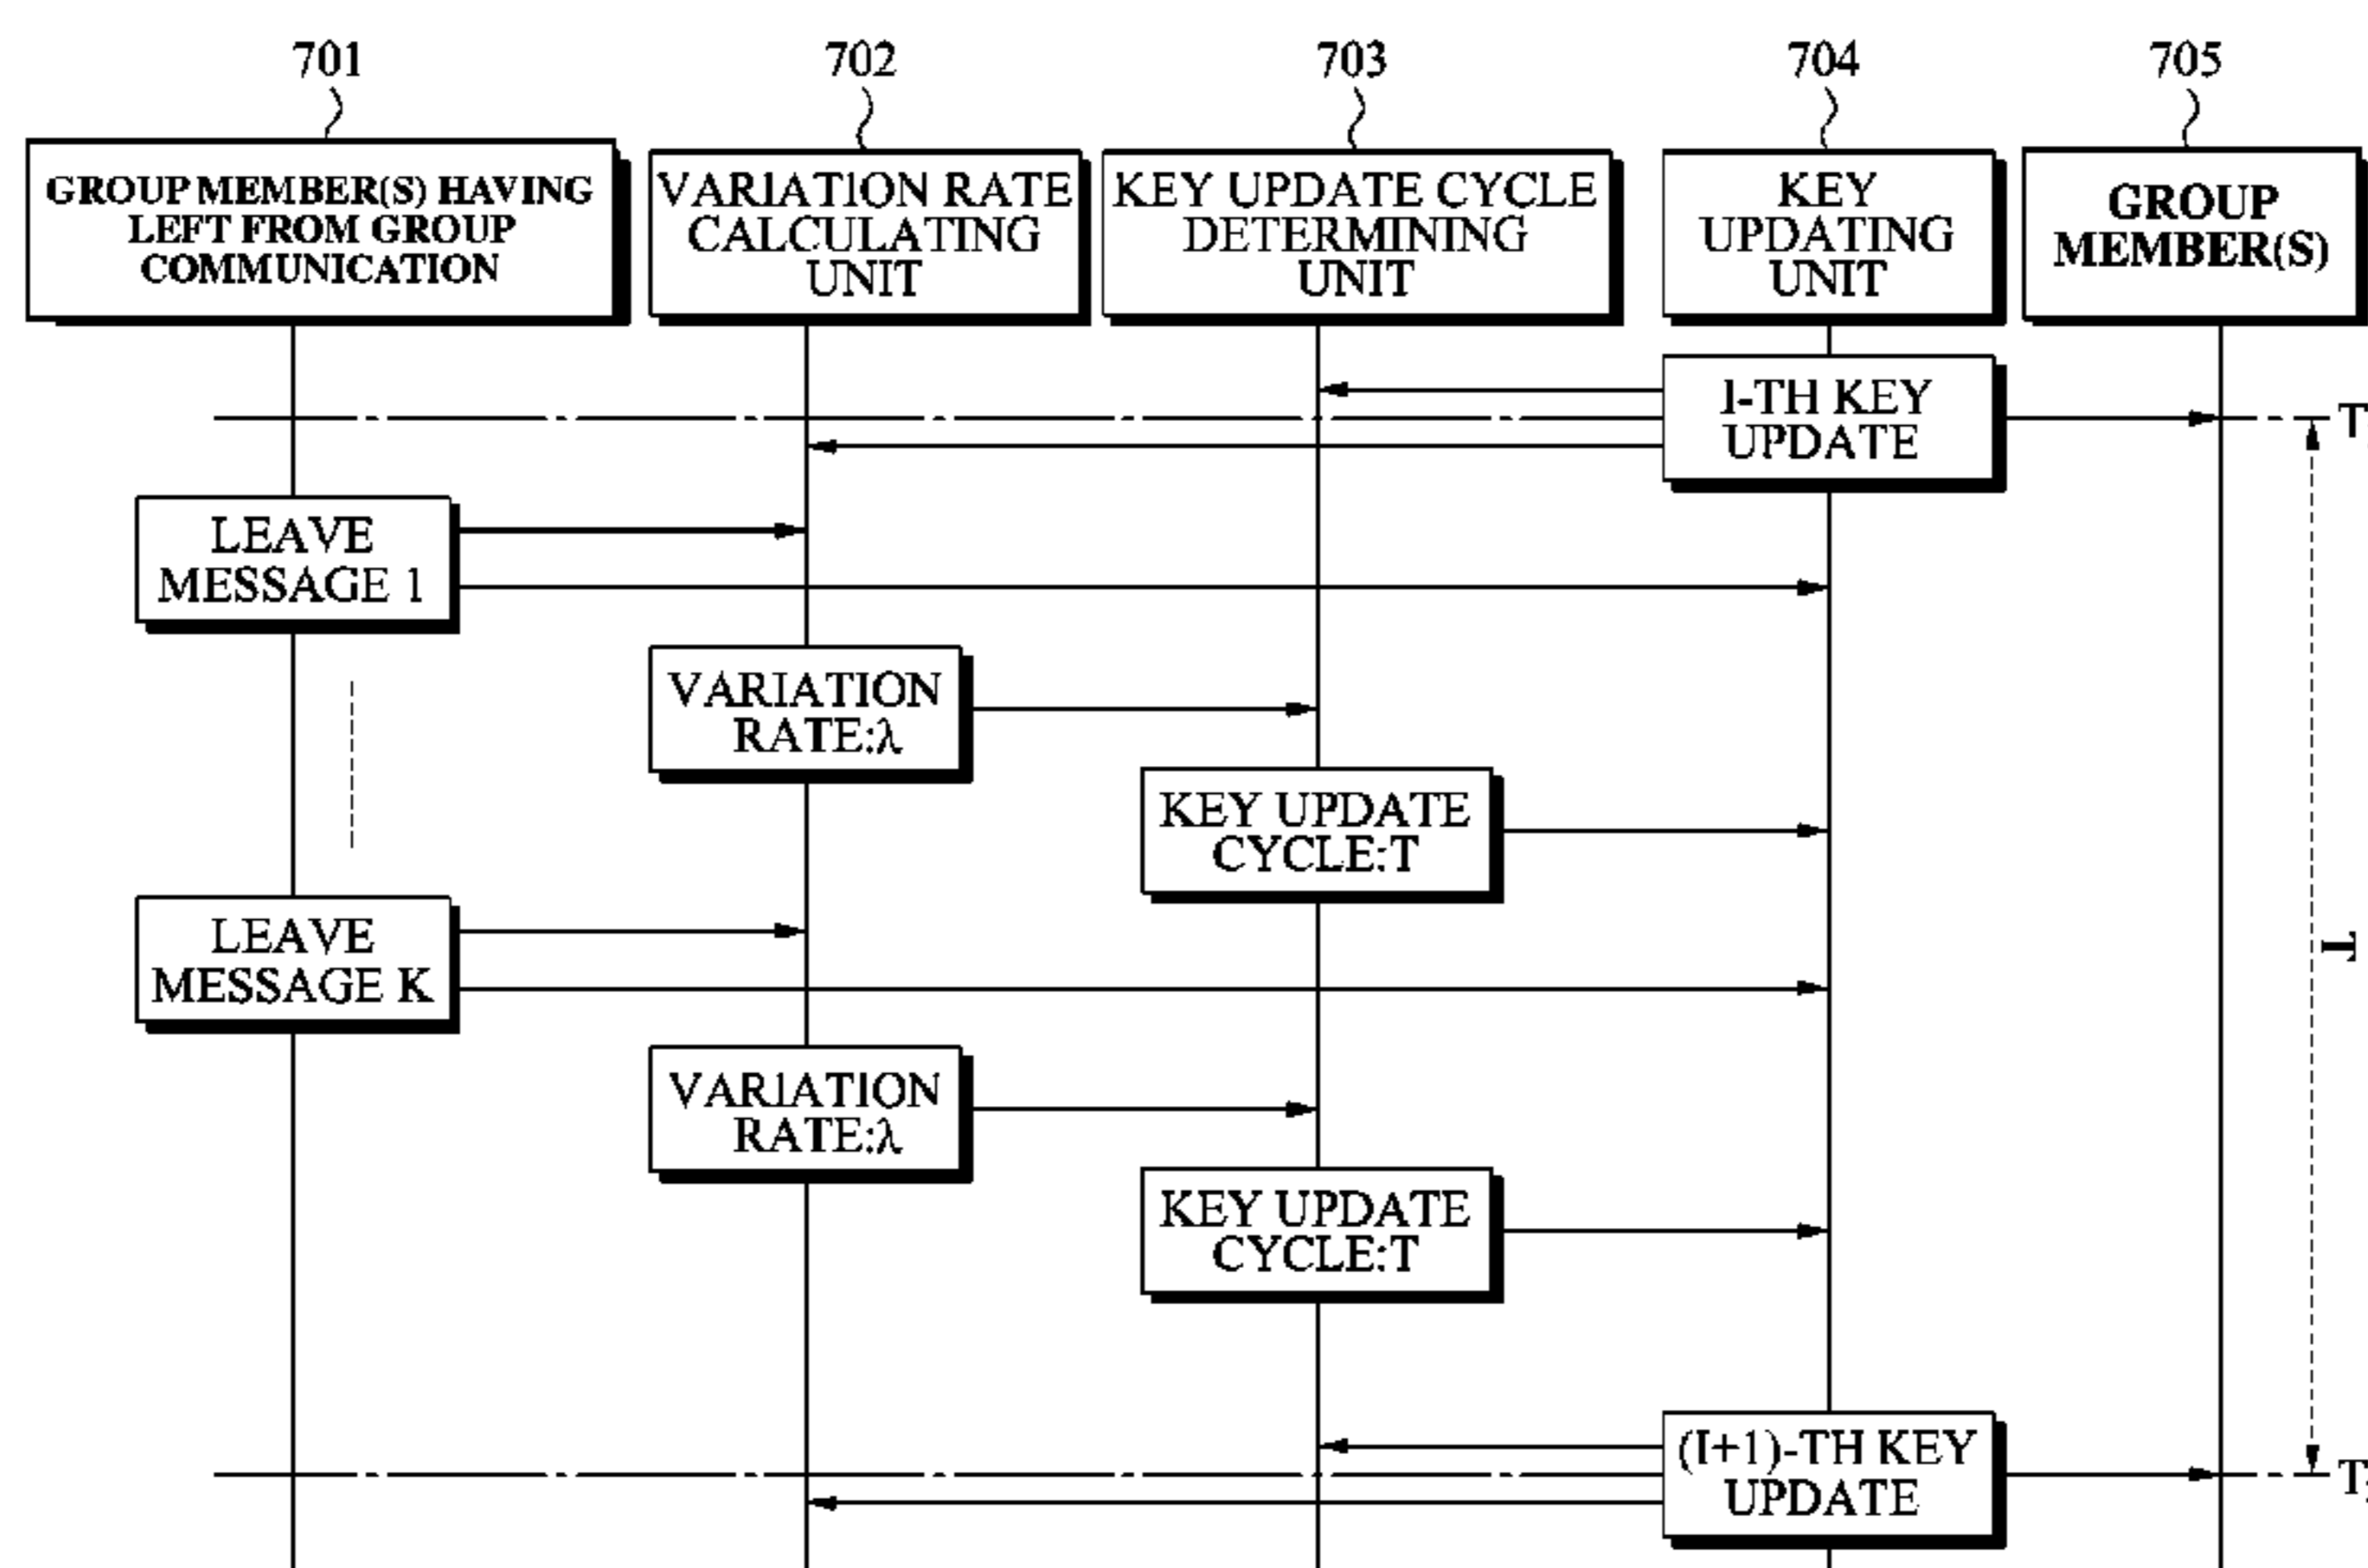 701
702
703
704
705
GROUP MEMBER(S) HAVING
LEFT FROM GROUP
COMMUNICATION
VARIATION RATE
CALCULATING
UNIT
KEY UPDATE CYCLE
DETERMINING
UNIT
KEY
UPDATING
UNIT
GROUP
MEMBER(S)
I-TH KEY
UPDATE
T
LEAVE
MESSAGE 1
VARIATION
RATE:λ
KEY UPDATE
CYCLE:T
LEAVE
MESSAGE K
T
VARIATION
RATE:λ
KEY UPDATE
CYCLE:T
(I+1)-TH KEY
UPDATE
T